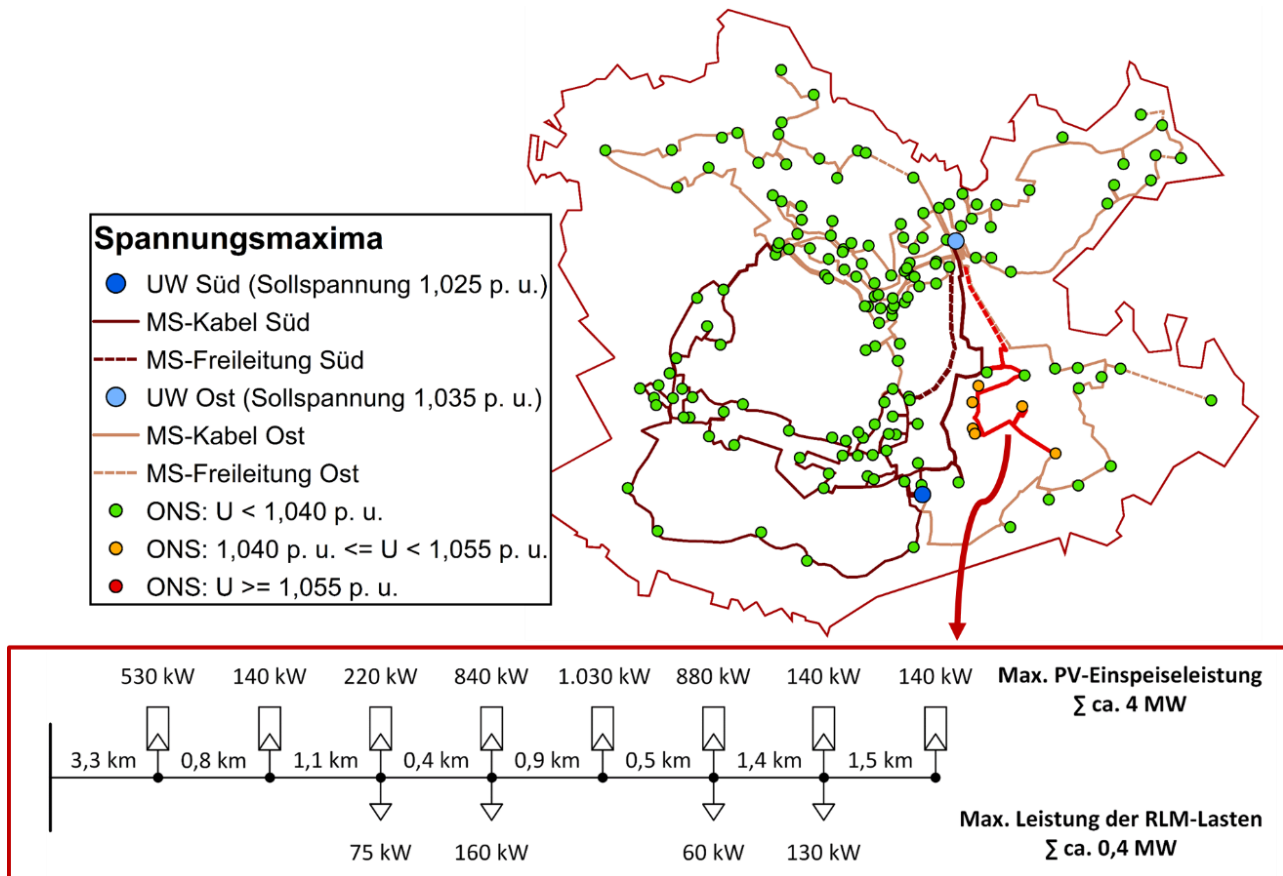 Spannungsmaxima
UW Süd (Sollspannung 1,025 p. u.)
MS-Kabel Süd
MS-Freileitung Süd
UW Ost (Sollspannung 1,035 p. u.)
MS-Kabel Ost
MS-Freileitung Ost
ONS: U < 1,040 p. u.
ONS: 1,040 p. u. <= U < 1,055 p. u.
ONS: U >= 1,055 p. u.
530 kW 140 kW 220 kW 840 kW 1.030 kW 880 kW 140 kW 140 kW Max. PV-Einspeiseleistung
∑ ca. 4 MW
3,3 km 0,8 km 1,1 km 0,4 km 0,9 km 0,5 km 1,4 km 1,5 km
Max. Leistung der RLM-Lasten
75 kW 160 kW 60 kW 130 kW ∑ ca. 0,4 MW